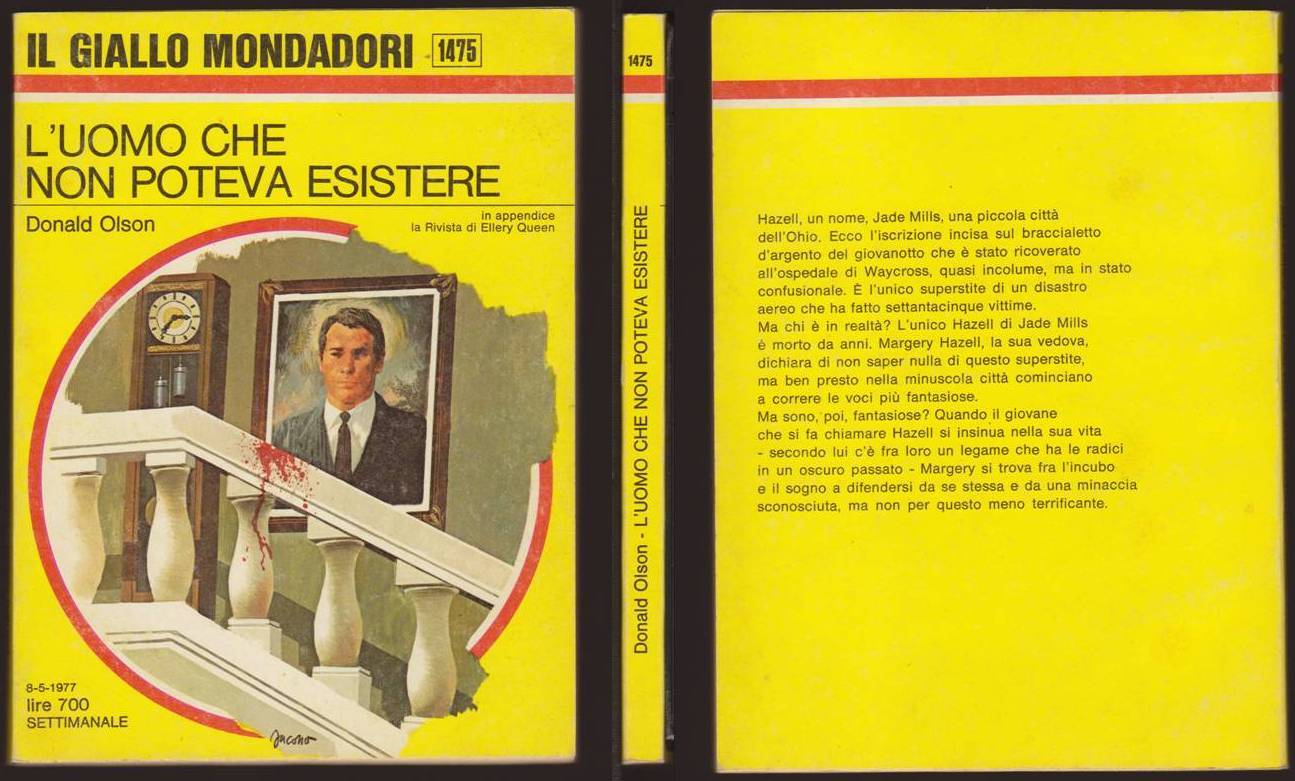 IL GIALLO MONDADORI 1475
L'UOMO CHE
NON POTEVA ESISTERE
Donald Olson
in appendice
la Rivista di Ellery Queen
8-5-1977
lire 700
SETTIMANALE
Jacono
1475
Donald Olson - L'UOMO CHE NON POTEVA ESISTERE
Hazell, un nome, Jade Mills, una piccola città
dell'Ohio. Ecco l'iscrizione incisa sul braccialetto
d'argento del giovanotto che è stato ricoverato
all'ospedale di Waycross, quasi incolume, ma in stato
confusionale. È l'unico superstite di un disastro
aereo che ha fatto settantacinque vittime.
Ma chi è in realtà? L'unico Hazell di Jade Mills
è morto da anni. Margery Hazell, la sua vedova,
dichiara di non saper nulla di questo superstite,
ma ben presto nella minuscola città cominciano
a correre le voci più fantasiose.
Ma sono, poi, fantasiose? Quando il giovane
che si fa chiamare Hazell si insinua nella sua vita
- secondo lui c'è fra loro un legame che ha le radici
in un oscuro passato - Margery si trova fra l'incubo
e il sogno a difendersi da se stessa e da una minaccia
sconosciuta, ma non per questo meno terrificante.